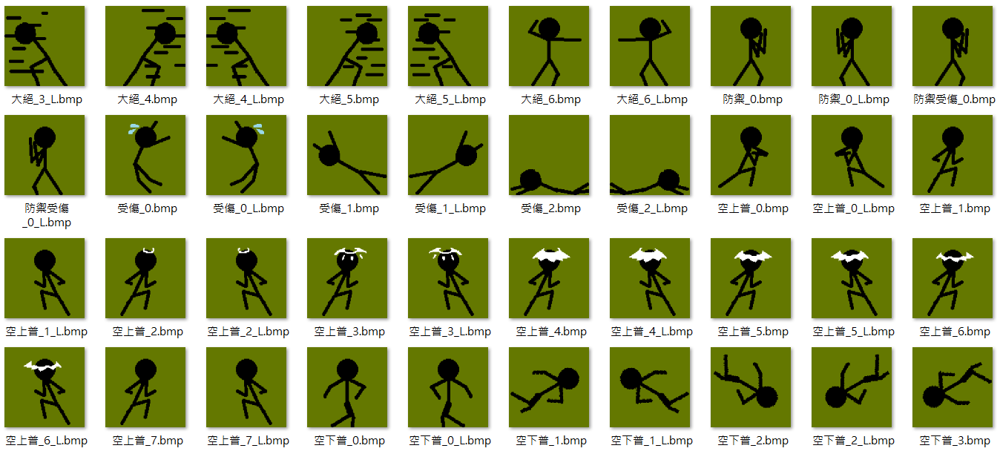 大絕_3_L.bmp
大絕_4.bmp
大絕_4_L.bmp
大絕_5.bmp
大絕_5_L.bmp
大絕_6.bmp
大絕_6_L.bmp
防禦_0.bmp
防禦_0_L.bmp
防禦受傷_0.bmp
防禦受傷
_0_L.bmp
受傷_0.bmp
受傷_0_L.bmp
受傷_1.bmp
受傷_1_L.bmp
受傷_2.bmp
受傷_2_L.bmp
空上普_0.bmp
空上普_0_L.bmp
空上普_1.bmp
空上普_1_L.bmp
空上普_2.bmp
空上普_2_L.bmp
空上普_3.bmp
空上普_3_L.bmp
空上普_4.bmp
空上普_4_L.bmp
空上普_5.bmp
空上普_5_L.bmp
空上普_6.bmp
空上普_6_L.bmp
空上普_7.bmp
空上普_7_L.bmp
空下普_0.bmp
空下普_0_L.bmp
空下普_1.bmp
空下普_1_L.bmp
空下普_2.bmp
空下普_2_L.bmp
空下普_3.bmp